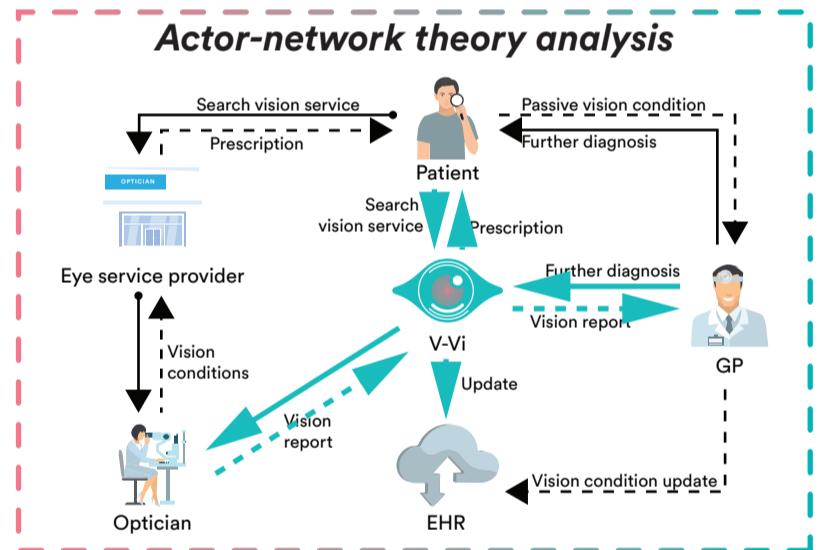 Actor-network theory analysis
Search vision service
Passive vision condition
Prescription
Further diagnosis
Patient
OPTICIAN
Search
vision service
Prescription
Eye service provider
Further diagnosis
Vision report
V-Vi
GP
Vision
conditions
Update
Vision
report
Vision condition update
Optician
EHR